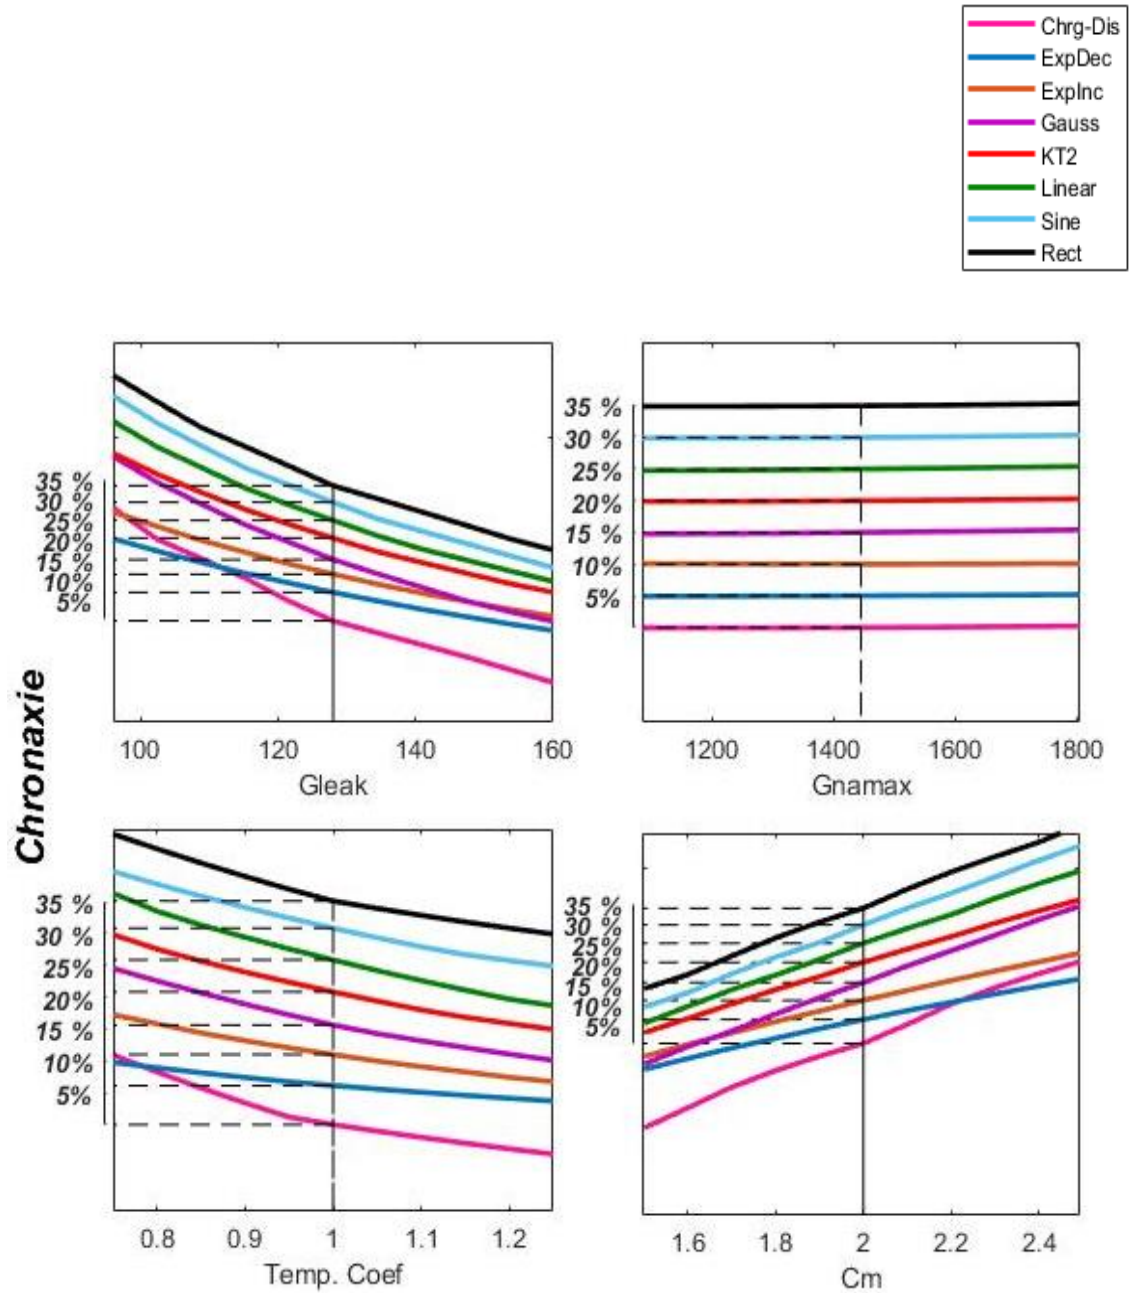 Chrg-Dis
ExpDec
ExpInc
Gauss
KT2
Linear
Sine
Rect
Chronaxie
35 %
30 %
25%
20%
15 %
10%
5%
100 120 140 160
Gleak
35 %
30 %
25%
20%
15 %
10%
5%
1200 1400 1600 1800
Gnamax
35 %
30 %
25%
20%
15 %
10%
5%
0.8 0.9 1 1.1 1.2
Temp. Coef
35 %
30 %
25%
20%
15 %
10%
5%
1.6 1.8 2 2.2 2.4
Cm